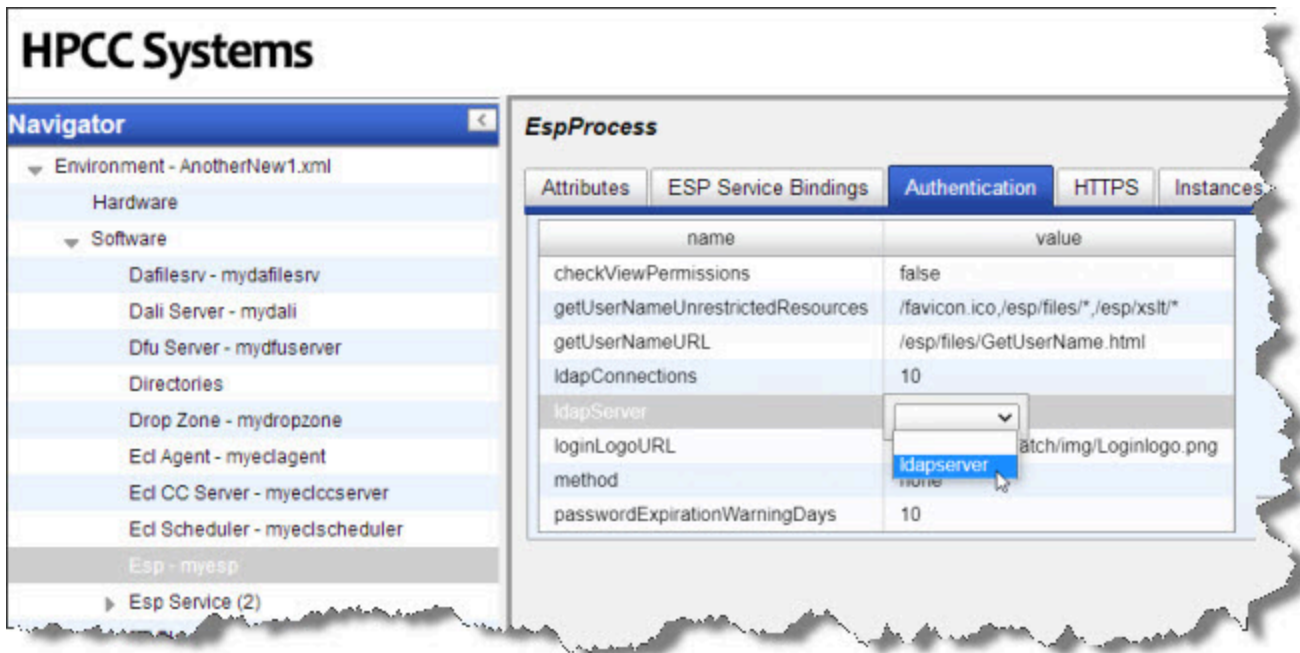 HPCC Systems
Navigator
Environment - AnotherNew1.xml
Hardware
Software
Dafilesrv - mydafilesrv
Dali Server - mydali
Dfu Server - mydfuserver
Directories
Drop Zone - mydropzone
Ecl Agent - myeclagent
Ecl CC Server - myeclccserver
Ecl Scheduler - myeclscheduler
Esp - myesp
Esp Service (2)
EspProcess
Attributes ESP Service Bindings Authentication HTTPS Instances
name value
checkViewPermissions false
getUserNameUnrestrictedResources /favicon.ico,/esp/files/*,/esp/xslt/*
getUserNameURL /esp/files/GetUserName.html
ldapConnections 10
ldapServer
loginLogoURL atch/img/Loginlogo.png
ldapserver
method none
passwordExpirationWarningDays 10